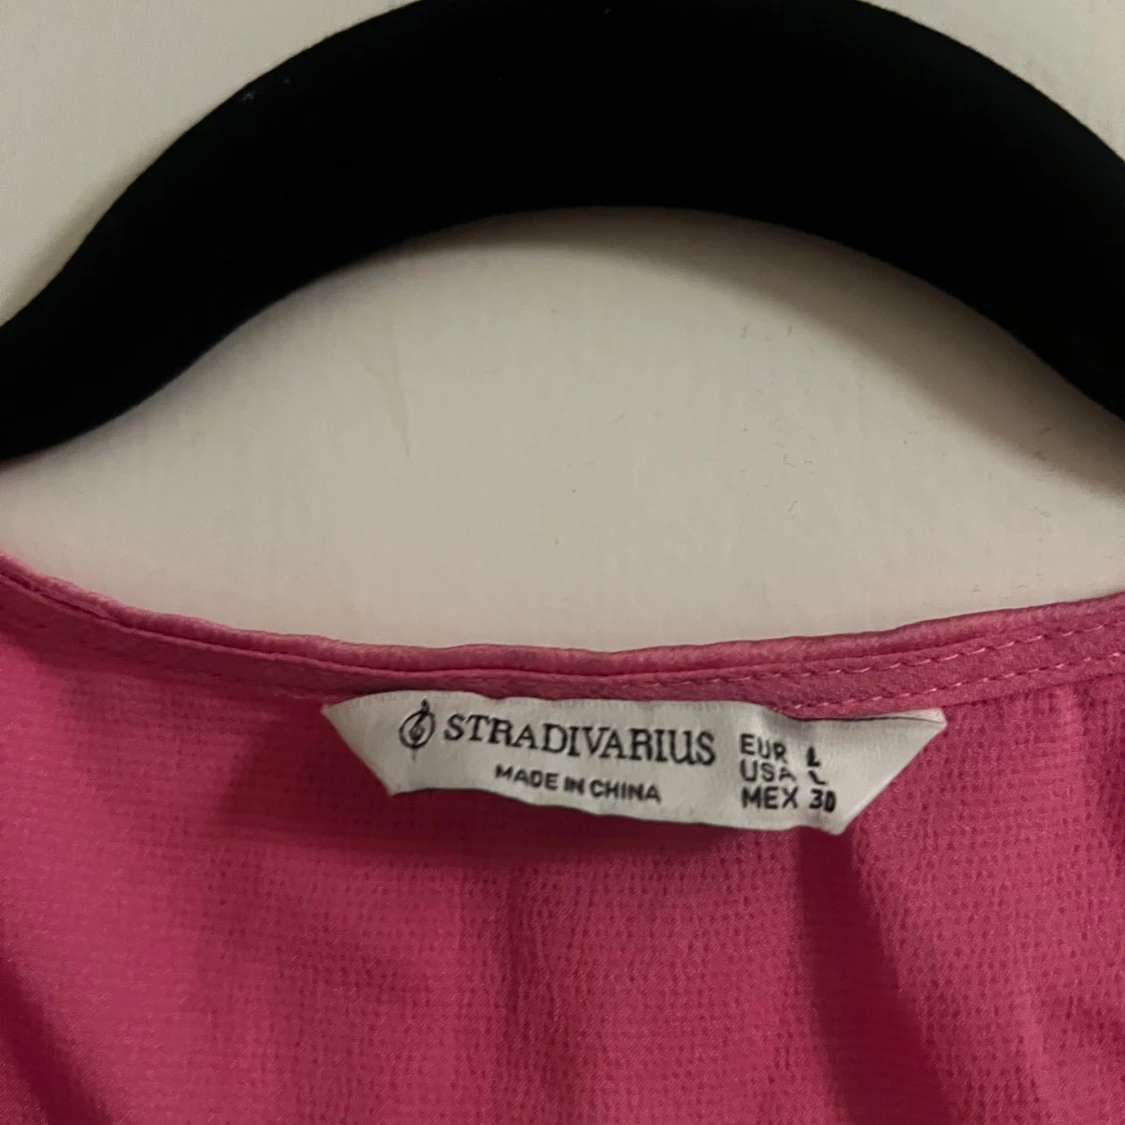 STRADIVARIUS
MADE IN CHINA
EUR L
USA L
MEX 30